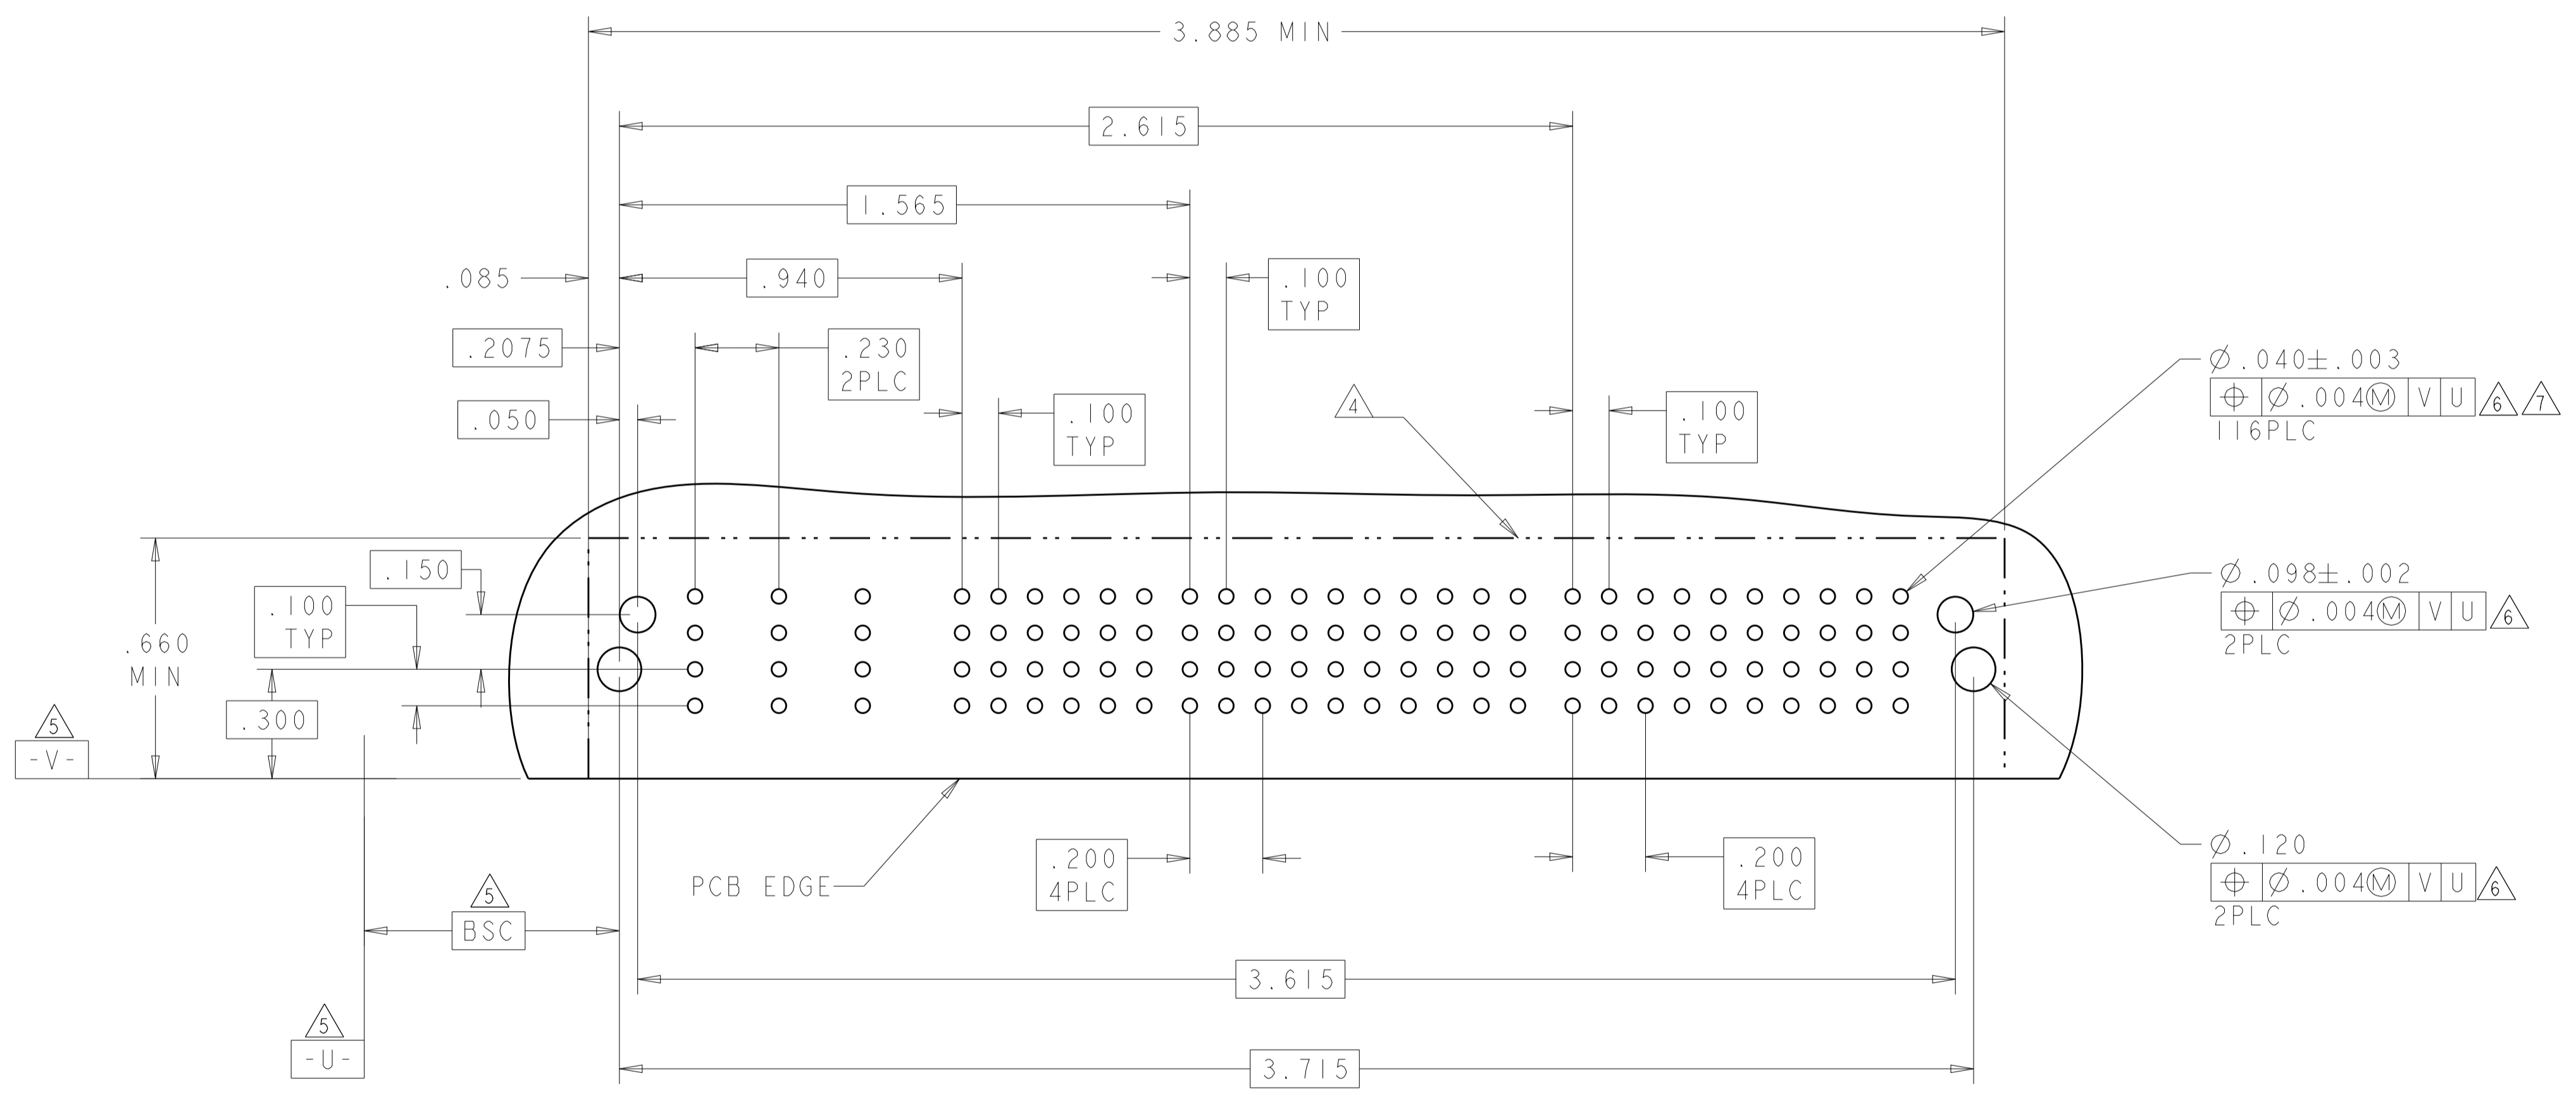 3.885 MIN
2.615
1.565
.085
.940
.100
TYP
.2075
.230
2PLC
.050
.100
TYP
4
.100
TYP
Ø.040±.003
⌖ Ø.004Ⓜ V U 6 7
116PLC
.150
.100
TYP
.660
MIN
.300
5
-V-
Ø.098±.002
⌖ Ø.004Ⓜ V U 6
2PLC
PCB EDGE
.200
4PLC
.200
4PLC
Ø.120
⌖ Ø.004Ⓜ V U 6
2PLC
5
BSC
3.615
5
-U-
3.715